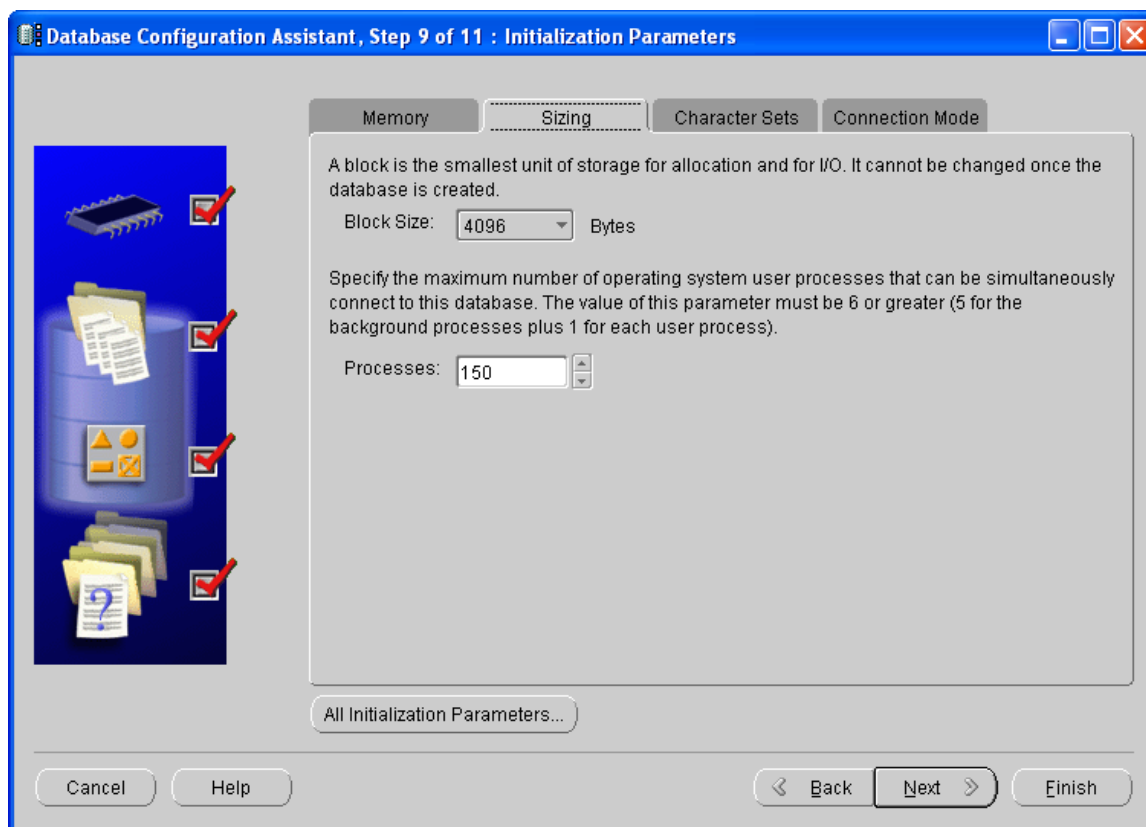 Database Configuration Assistant, Step 9 of 11 : Initialization Parameters
Memory
Sizing
Character Sets
Connection Mode
A block is the smallest unit of storage for allocation and for I/O. It cannot be changed once the
database is created.
Block Size: 4096 Bytes
Specify the maximum number of operating system user processes that can be simultaneously
connect to this database. The value of this parameter must be 6 or greater (5 for the
background processes plus 1 for each user process).
Processes: 150
?
All Initialization Parameters...
Cancel
Help
Back
Next
Finish